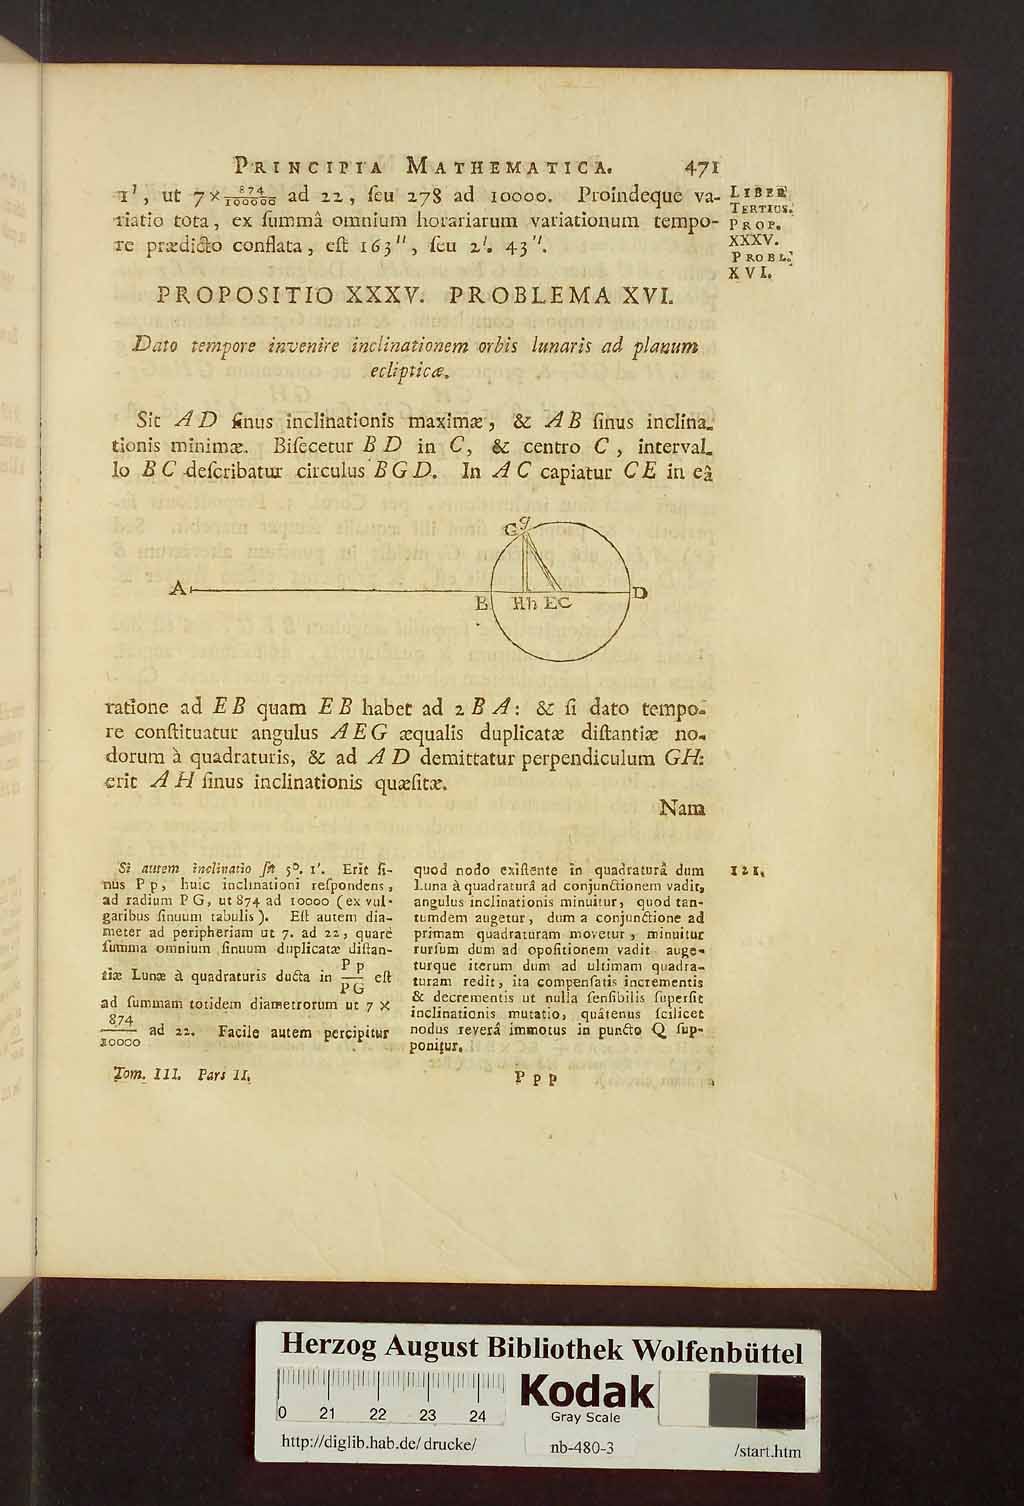 PRINCIPIA MATHEMATICA. 471
1', ut 7 × 874/100000 ad 22, ſeu 278 ad 10000. Proindeque va-
riatio tota, ex ſummâ omnium horariarum variationum tempo-
re prædicto conflata, eſt 163'', ſeu 2'. 43''.
LIBER
TERTIUS.
PROP.
XXXV.
PROBL.
XVI.
PROPOSITIO XXXV. PROBLEMA XVI.
Dato tempore invenire inclinationem orbis lunaris ad planum
eclipticæ.
Sit AD ſinus inclinationis maximæ, & AB ſinus inclina-
tionis minimæ. Biſecetur BD in C, & centro C, interval-
lo BC deſcribatur circulus BGD. In AC capiatur CE in eâ
G g
A B H h E C D
ratione ad EB quam EB habet ad 2 BA: & ſi dato tempo-
re conſtituatur angulus AEG æqualis duplicatæ diſtantiæ no-
dorum à quadraturis, & ad AD demittatur perpendiculum GH:
erit AH ſinus inclinationis quæſitæ.
Nam
Si autem inclinatio ſit 5°. 1'. Erit ſi-
nus Pp, huic inclinationi reſpondens,
ad radium PG, ut 874 ad 10000 (ex vul-
garibus ſinuum tabulis). Eſt autem dia-
meter ad peripheriam ut 7. ad 22, quare
ſumma omnium ſinuum duplicatæ diſtan-
tiæ Lunæ à quadraturis ducta in Pp/PG eſt
ad ſummam totidem diametrorum ut 7 ×
874/10000 ad 22. Facile autem percipitur
quod nodo exiſtente in quadraturâ dum
Luna à quadraturâ ad conjunctionem vadit,
angulus inclinationis minuitur, quod tan-
tumdem augetur, dum a conjunctione ad
primam quadraturam movetur, minuitur
rurſum dum ad opoſitionem vadit auge-
turque iterum dum ad ultimam quadra-
turam redit, ita compenſatis incrementis
& decrementis ut nulla ſenſibilis ſuperſit
inclinationis mutatio, quâtenus ſcilicet
nodus reverâ immotus in puncto Q ſup-
ponitur.
121.
Tom. III. Pars II. Ppp
Herzog August Bibliothek Wolfenbüttel
0 21 22 23 24
Kodak
Gray Scale
http://diglib.hab.de/drucke/ nb-480-3 /start.htm